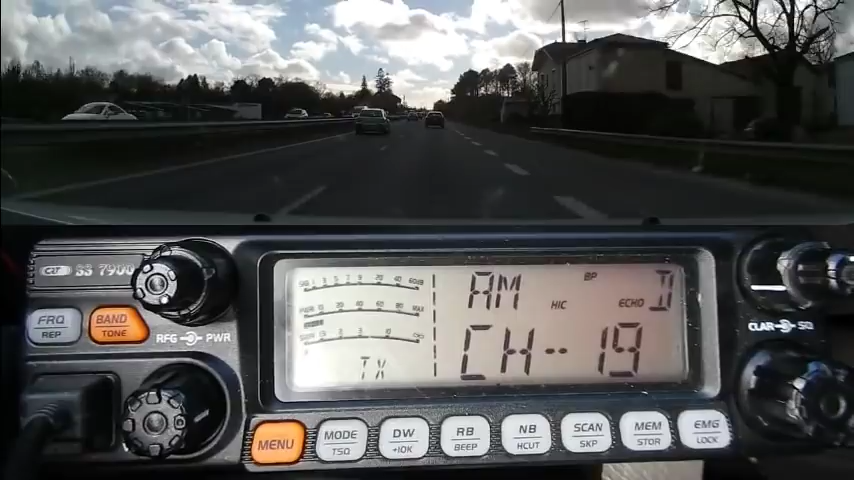 CRT SS 7900
FRQ
REP
BAND
TONE
RFG PWR
AM HIC BP ECHO D
CH--19
TX
CLAR SQ
MENU
MODE
TSQ
DW
+10K
RB
BEEP
NB
HCUT
SCAN
SKP
MEM
STOR
EMG
LOCK